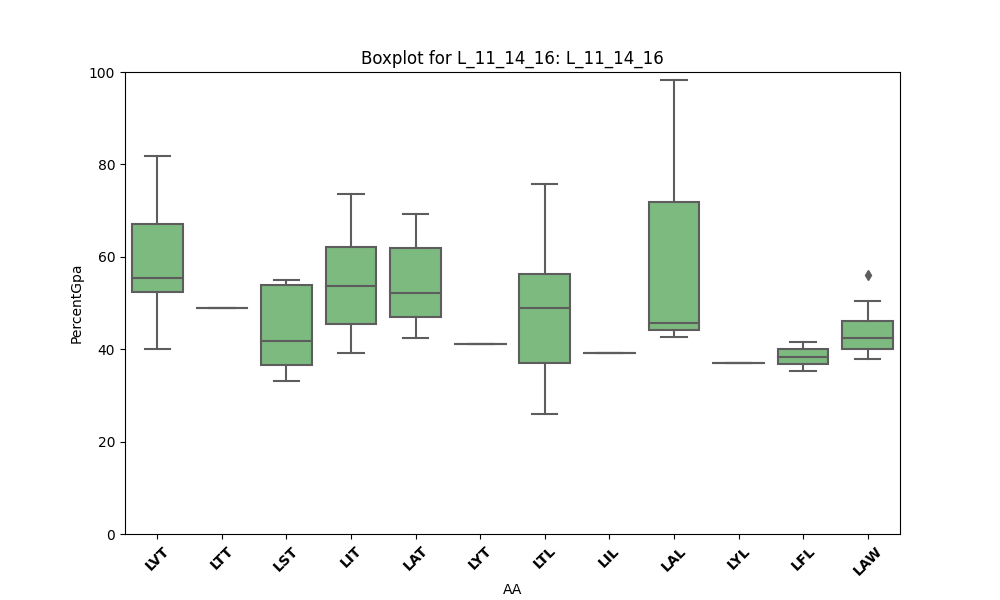 Boxplot for L_11_14_16: L_11_14_16
PercentGpa
100
80
60
40
20
0
LVT
LTT
LST
LIT
LAT
LYT
LTL
LIL
LAL
LYL
LFL
LAW
AA